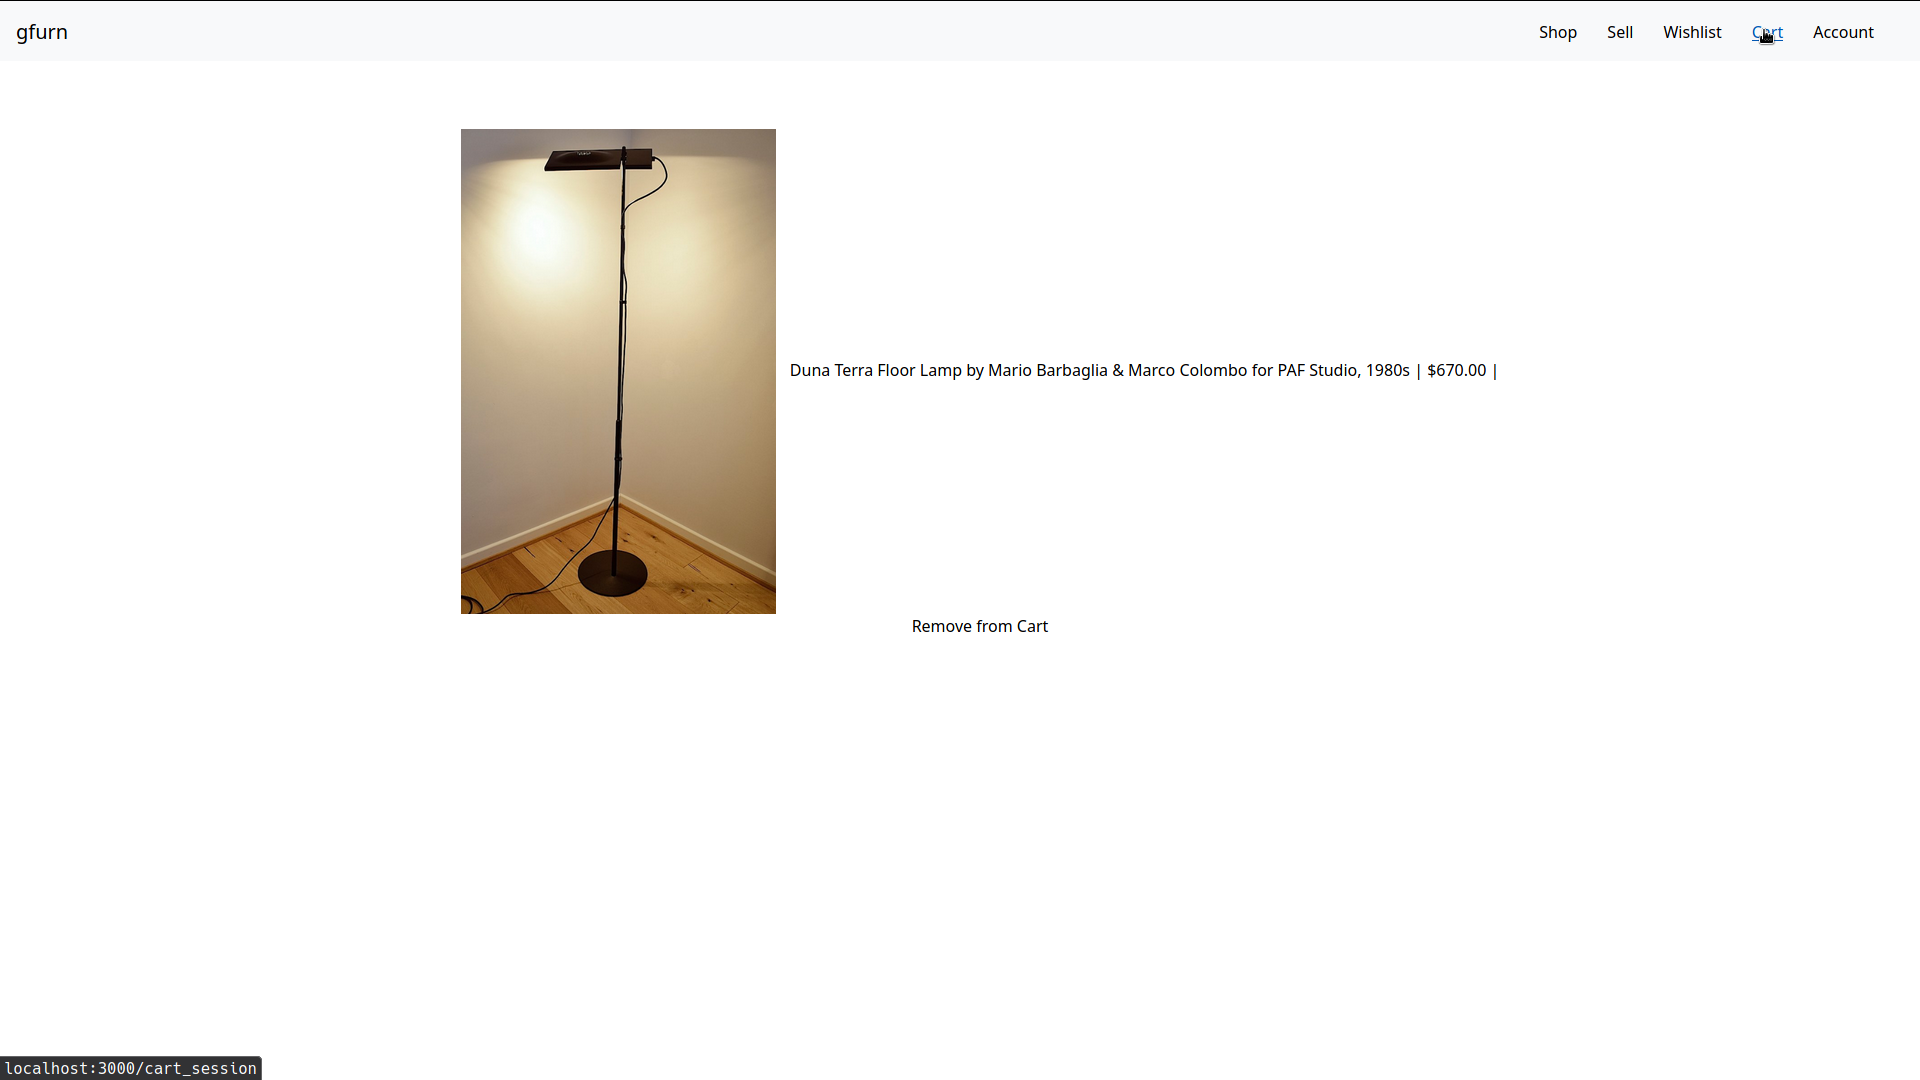 gfurn
Shop Sell Wishlist Cart Account
Duna Terra Floor Lamp by Mario Barbaglia & Marco Colombo for PAF Studio, 1980s | $670.00 |
Remove from Cart
localhost:3000/cart_session